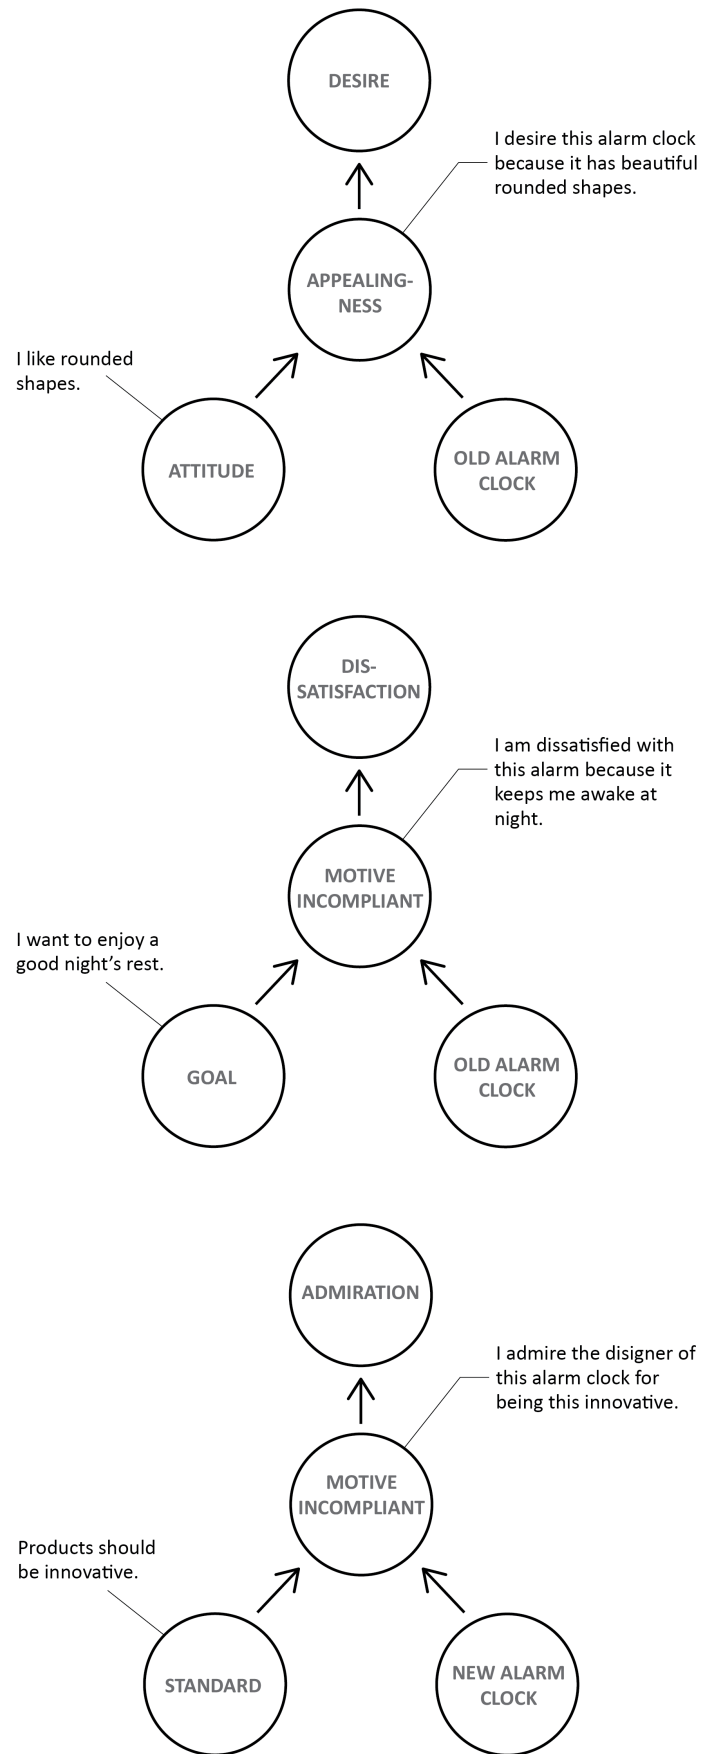 DESIRE
I desire this alarm clock
because it has beautiful
rounded shapes.
APPEALING-
NESS
I like rounded
shapes.
ATTITUDE
OLD ALARM
CLOCK
DIS-
SATISFACTION
I am dissatisfied with
this alarm because it
keeps me awake at
night.
MOTIVE
INCOMPLIANT
I want to enjoy a
good night’s rest.
GOAL
OLD ALARM
CLOCK
ADMIRATION
I admire the disigner of
this alarm clock for
being this innovative.
MOTIVE
INCOMPLIANT
Products should
be innovative.
STANDARD
NEW ALARM
CLOCK